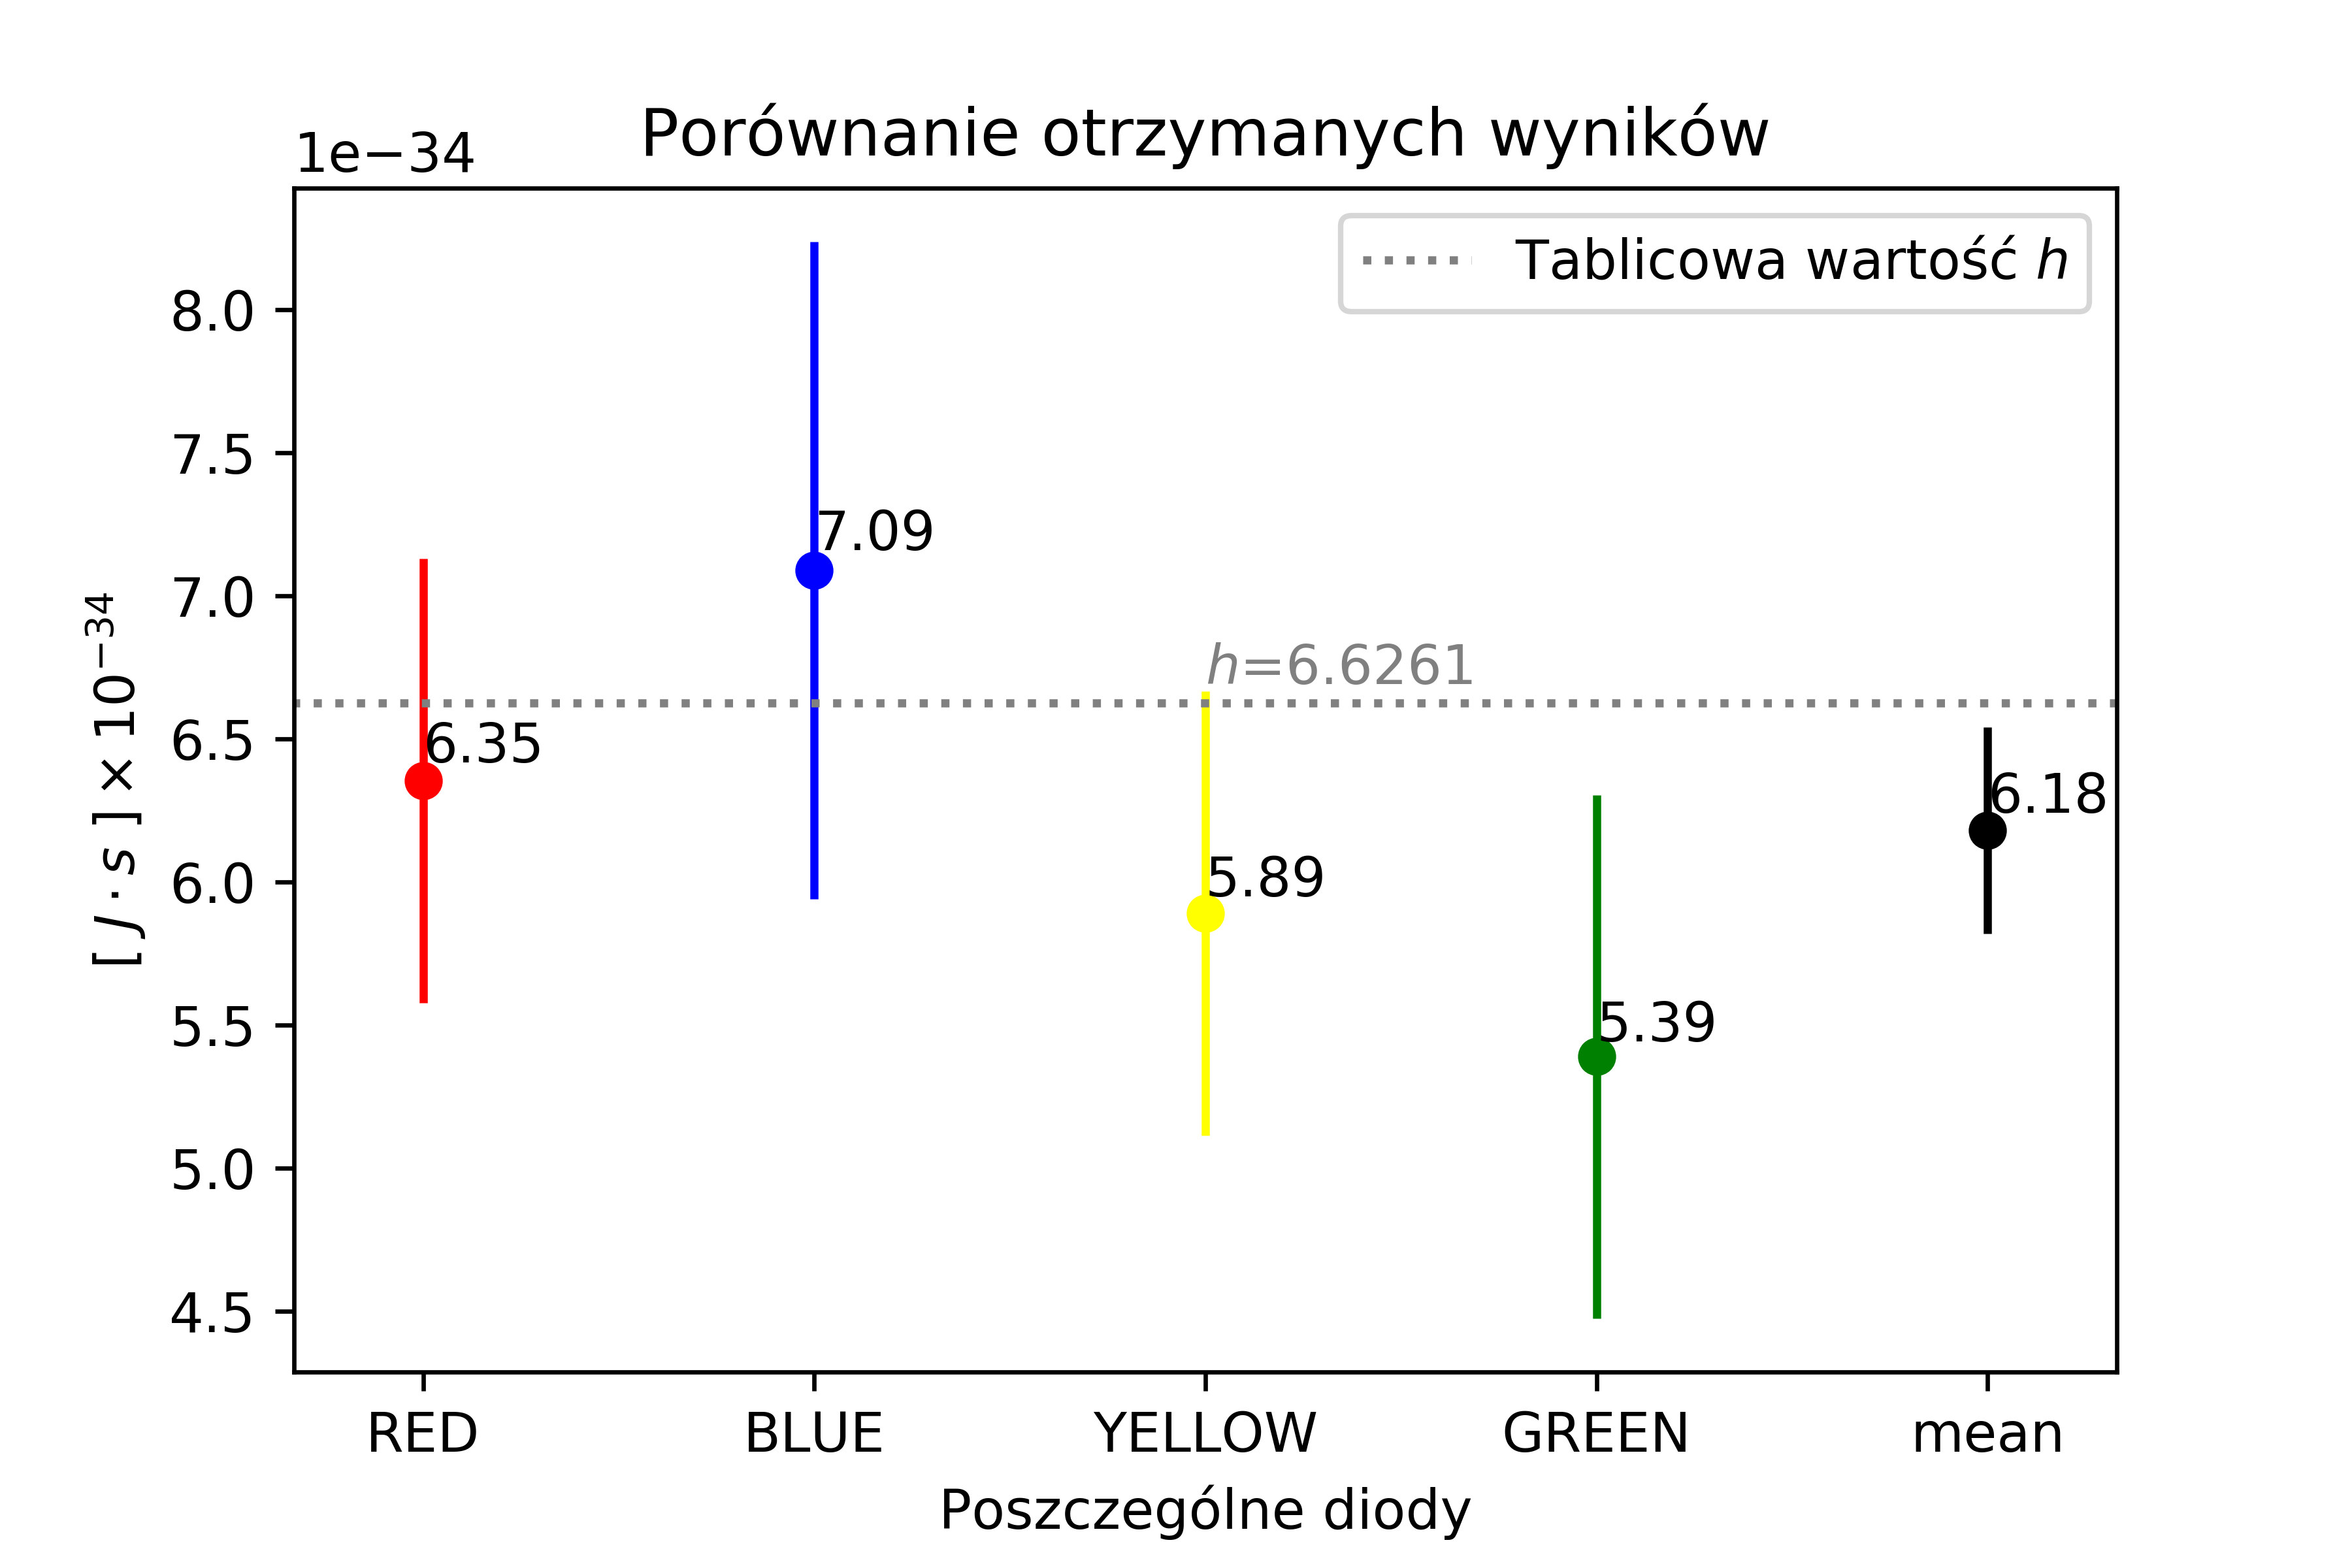 Porównanie otrzymanych wyników
1e−34
Tablicowa wartość h
8.0
7.5
7.0
6.5
6.0
5.5
5.0
4.5
[ J · s ] × 10⁻³⁴
7.09
h=6.6261
6.35
6.18
5.89
5.39
RED BLUE YELLOW GREEN mean
Poszczególne diody